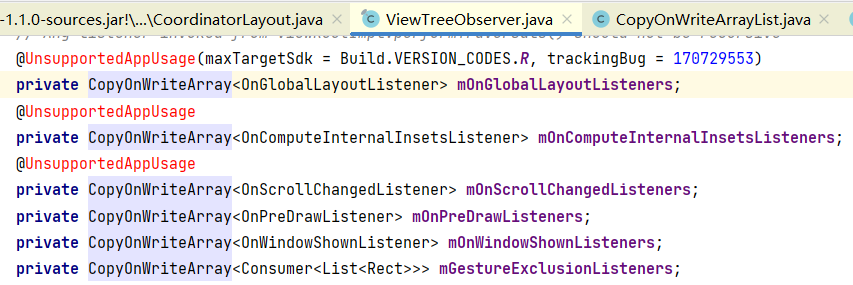 -1.1.0-sources.jar!\...\CoordinatorLayout.java
ViewTreeObserver.java
CopyOnWriteArrayList.java
@UnsupportedAppUsage(maxTargetSdk = Build.VERSION_CODES.R, trackingBug = 170729553)
private CopyOnWriteArray<OnGlobalLayoutListener> mOnGlobalLayoutListeners;
@UnsupportedAppUsage
private CopyOnWriteArray<OnComputeInternalInsetsListener> mOnComputeInternalInsetsListeners;
@UnsupportedAppUsage
private CopyOnWriteArray<OnScrollChangedListener> mOnScrollChangedListeners;
private CopyOnWriteArray<OnPreDrawListener> mOnPreDrawListeners;
private CopyOnWriteArray<OnWindowShownListener> mOnWindowShownListeners;
private CopyOnWriteArray<Consumer<List<Rect>>> mGestureExclusionListeners;